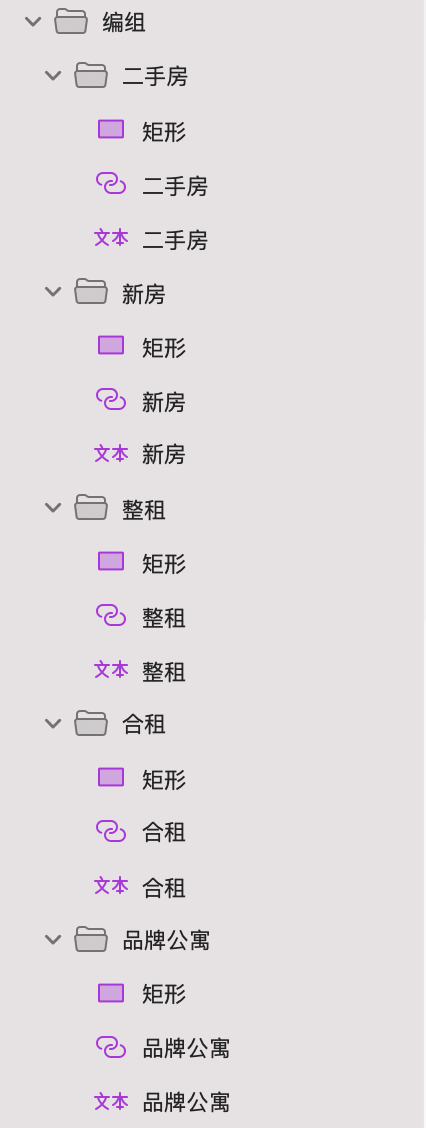 编组
二手房
矩形
二手房
文本 二手房
新房
矩形
新房
文本 新房
整租
矩形
整租
文本 整租
合租
矩形
合租
文本 合租
品牌公寓
矩形
品牌公寓
文本 品牌公寓